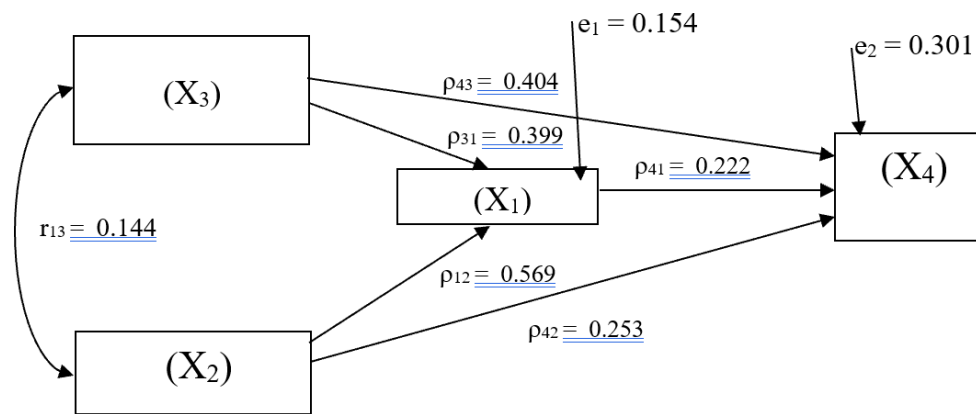 e₁ = 0.154
e₂ = 0.301
ρ₄₃ = 0.404
(X₃)
ρ₃₁ = 0.399
(X₄)
ρ₄₁ = 0.222
(X₁)
r₁₃ = 0.144
ρ₁₂ = 0.569
ρ₄₂ = 0.253
(X₂)